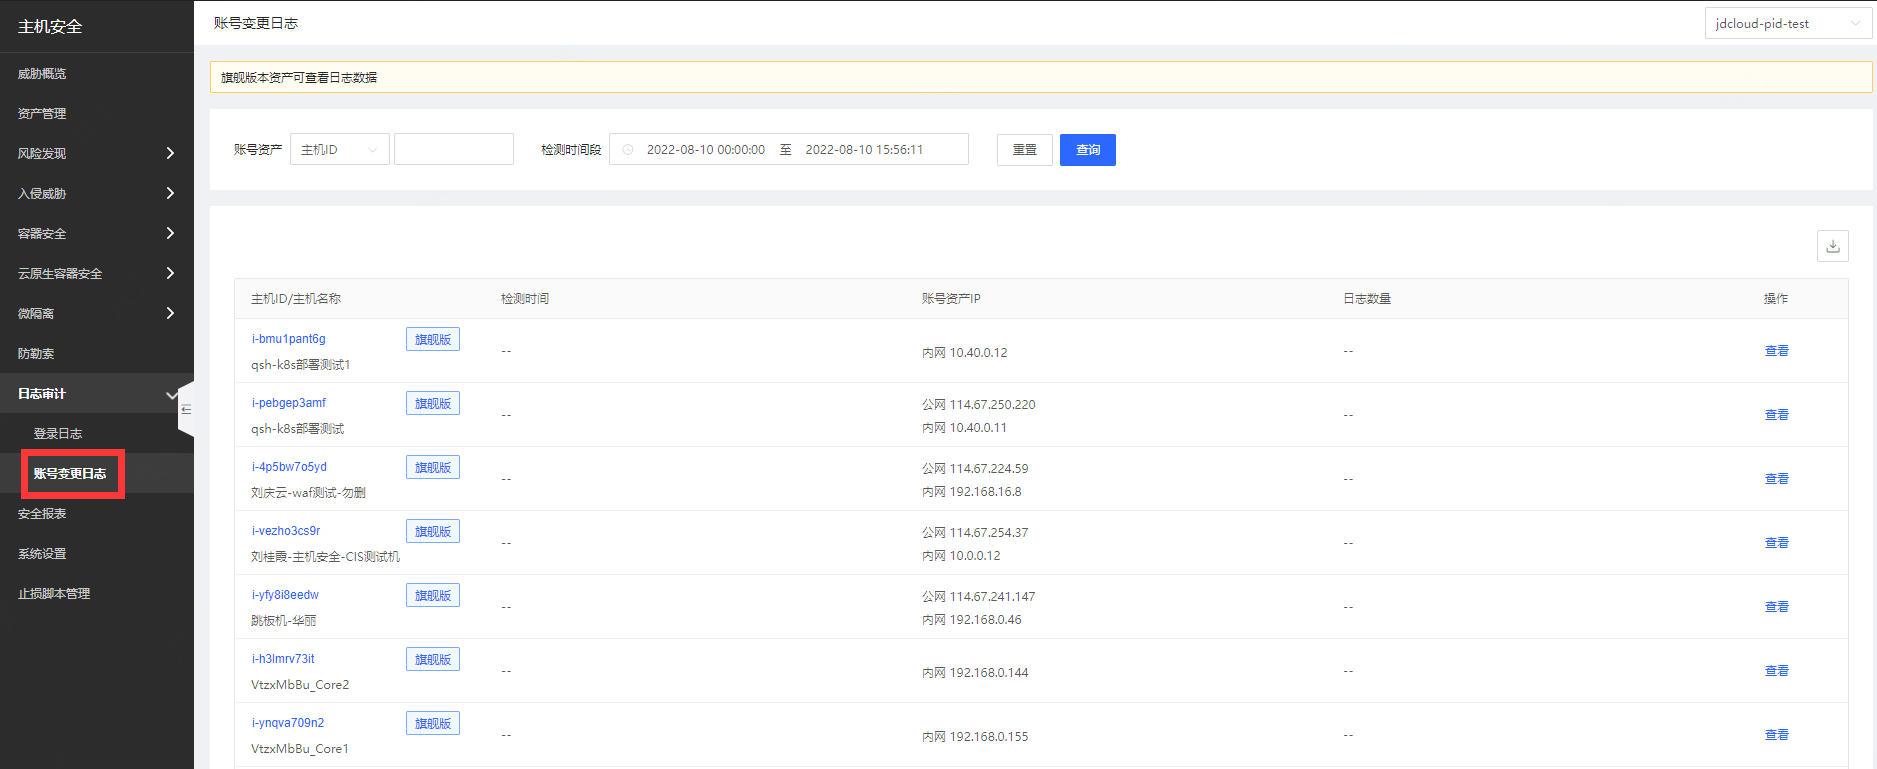 主机安全
账号变更日志
jdcloud-pid-test
威胁概览
资产管理
风险发现
入侵威胁
容器安全
云原生容器安全
微隔离
防勒索
日志审计
登录日志
账号变更日志
安全报表
系统设置
止损脚本管理
旗舰版本资产可查看日志数据
账号资产 主机ID 检测时间段 2022-08-10 00:00:00 至 2022-08-10 15:56:11 重置 查询
主机ID/主机名称 检测时间 账号资产IP 日志数量 操作
i-bmu1pant6g 旗舰版
qsh-k8s部署测试1
-- 内网 10.40.0.12 -- 查看
i-pebgep3amf 旗舰版
qsh-k8s部署测试
-- 公网 114.67.250.220
内网 10.40.0.11 -- 查看
i-4p5bw7o5yd 旗舰版
刘庆云-waf测试-勿删
-- 公网 114.67.224.59
内网 192.168.16.8 -- 查看
i-vezho3cs9r 旗舰版
刘桂霞-主机安全-CIS测试机
-- 公网 114.67.254.37
内网 10.0.0.12 -- 查看
i-yfy8i8eedw 旗舰版
跳板机-华丽
-- 公网 114.67.241.147
内网 192.168.0.46 -- 查看
i-h3lmrv73it 旗舰版
VtzxMbBu_Core2
-- 内网 192.168.0.144 -- 查看
i-ynqva709n2 旗舰版
VtzxMbBu_Core1
-- 内网 192.168.0.155 -- 查看